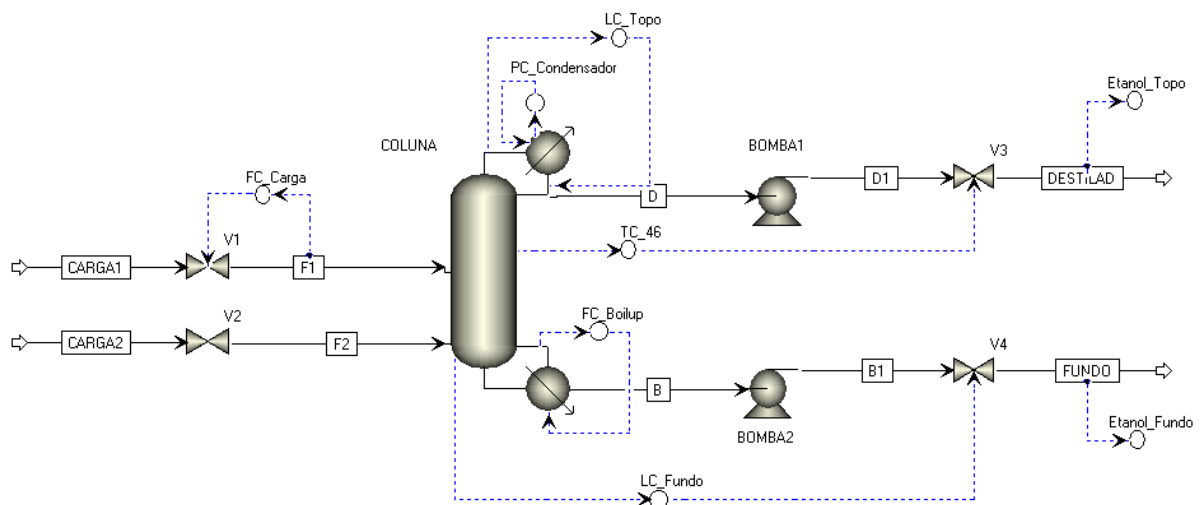 LC_Topo
PC_Condensador
Etanol_Topo
COLUNA
BOMBA1
FC_Carga
V3
D1
DESTILAD
D
V1
TC_46
CARGA1
F1
V2
FC_Boilup
CARGA2
F2
V4
B1
FUNDO
B
BOMBA2
Etanol_Fundo
LC_Fundo